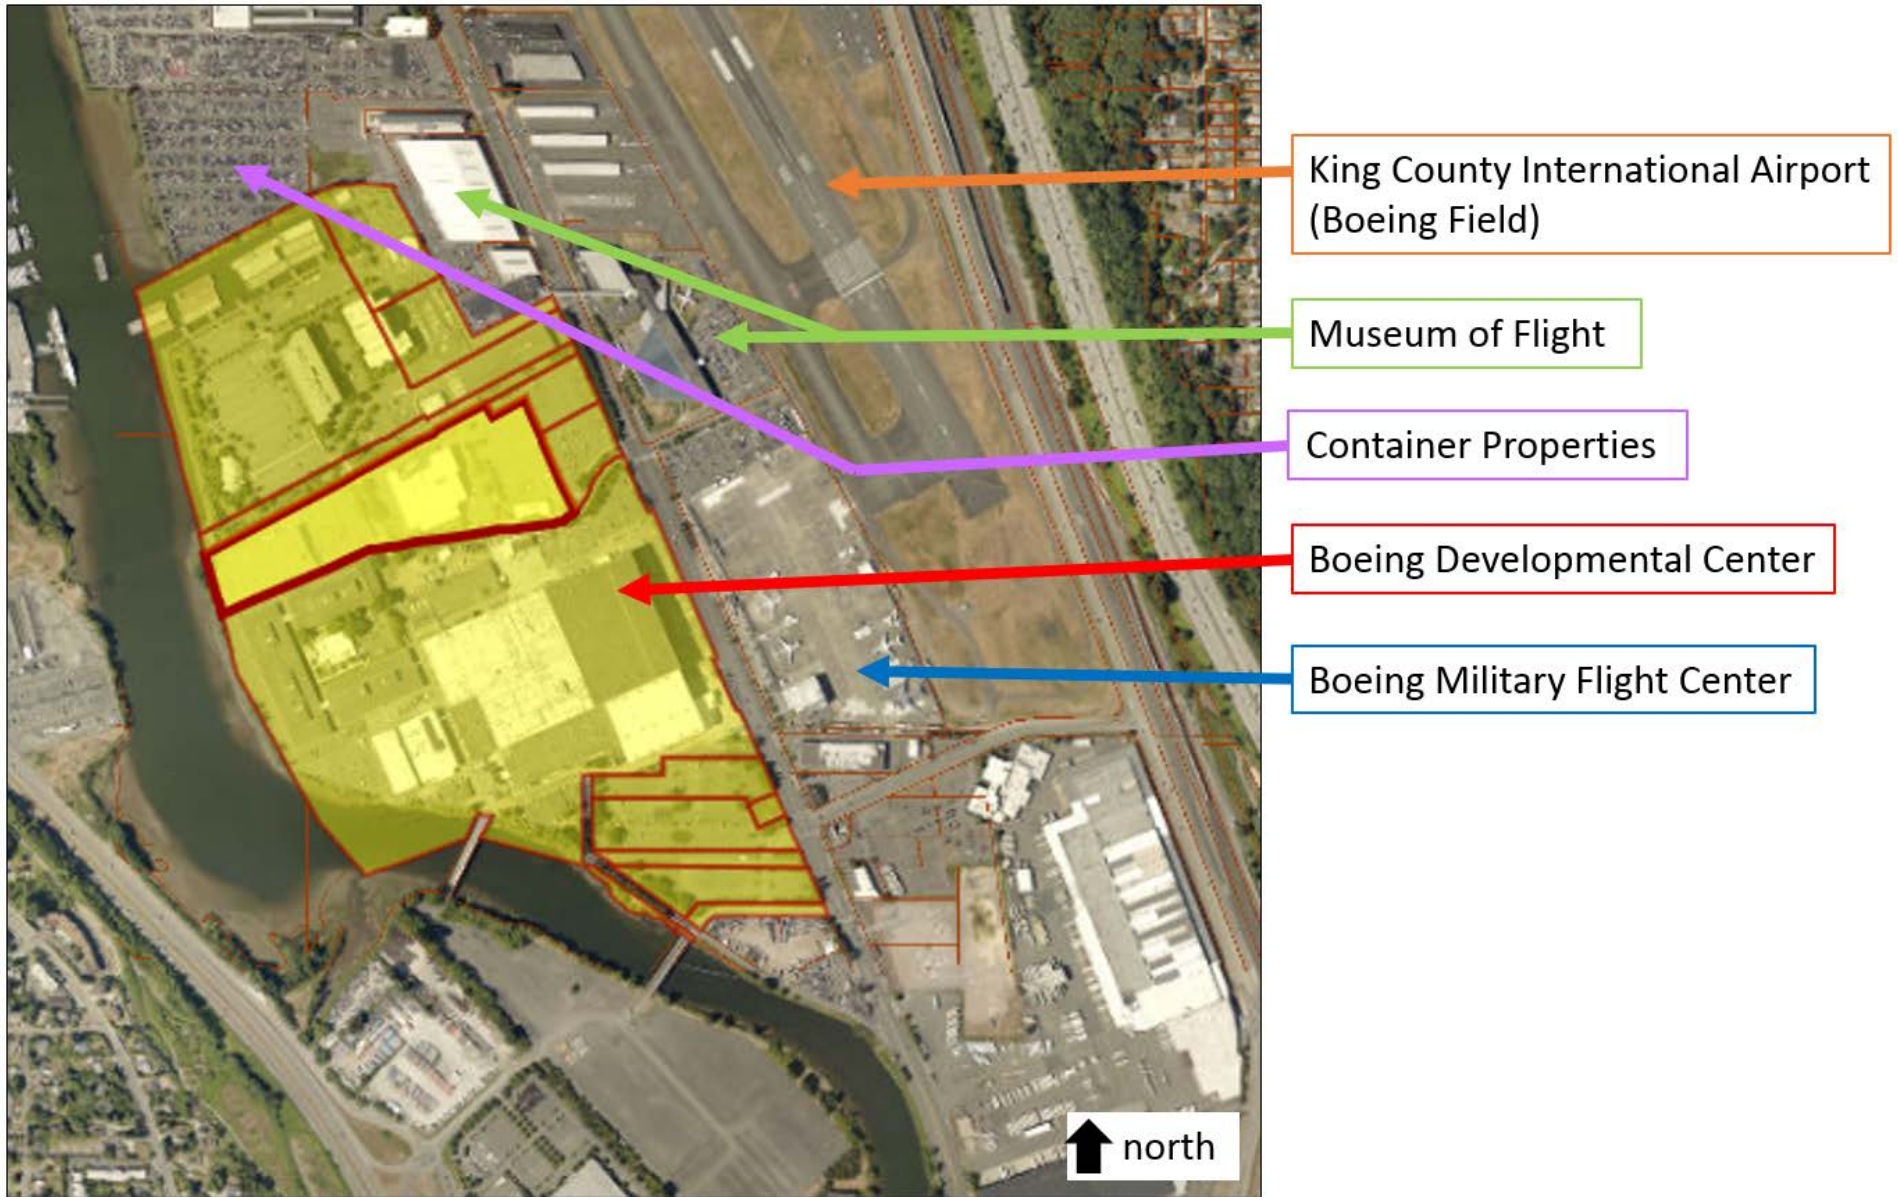 King County International Airport
(Boeing Field)
Museum of Flight
Container Properties
Boeing Developmental Center
Boeing Military Flight Center
north